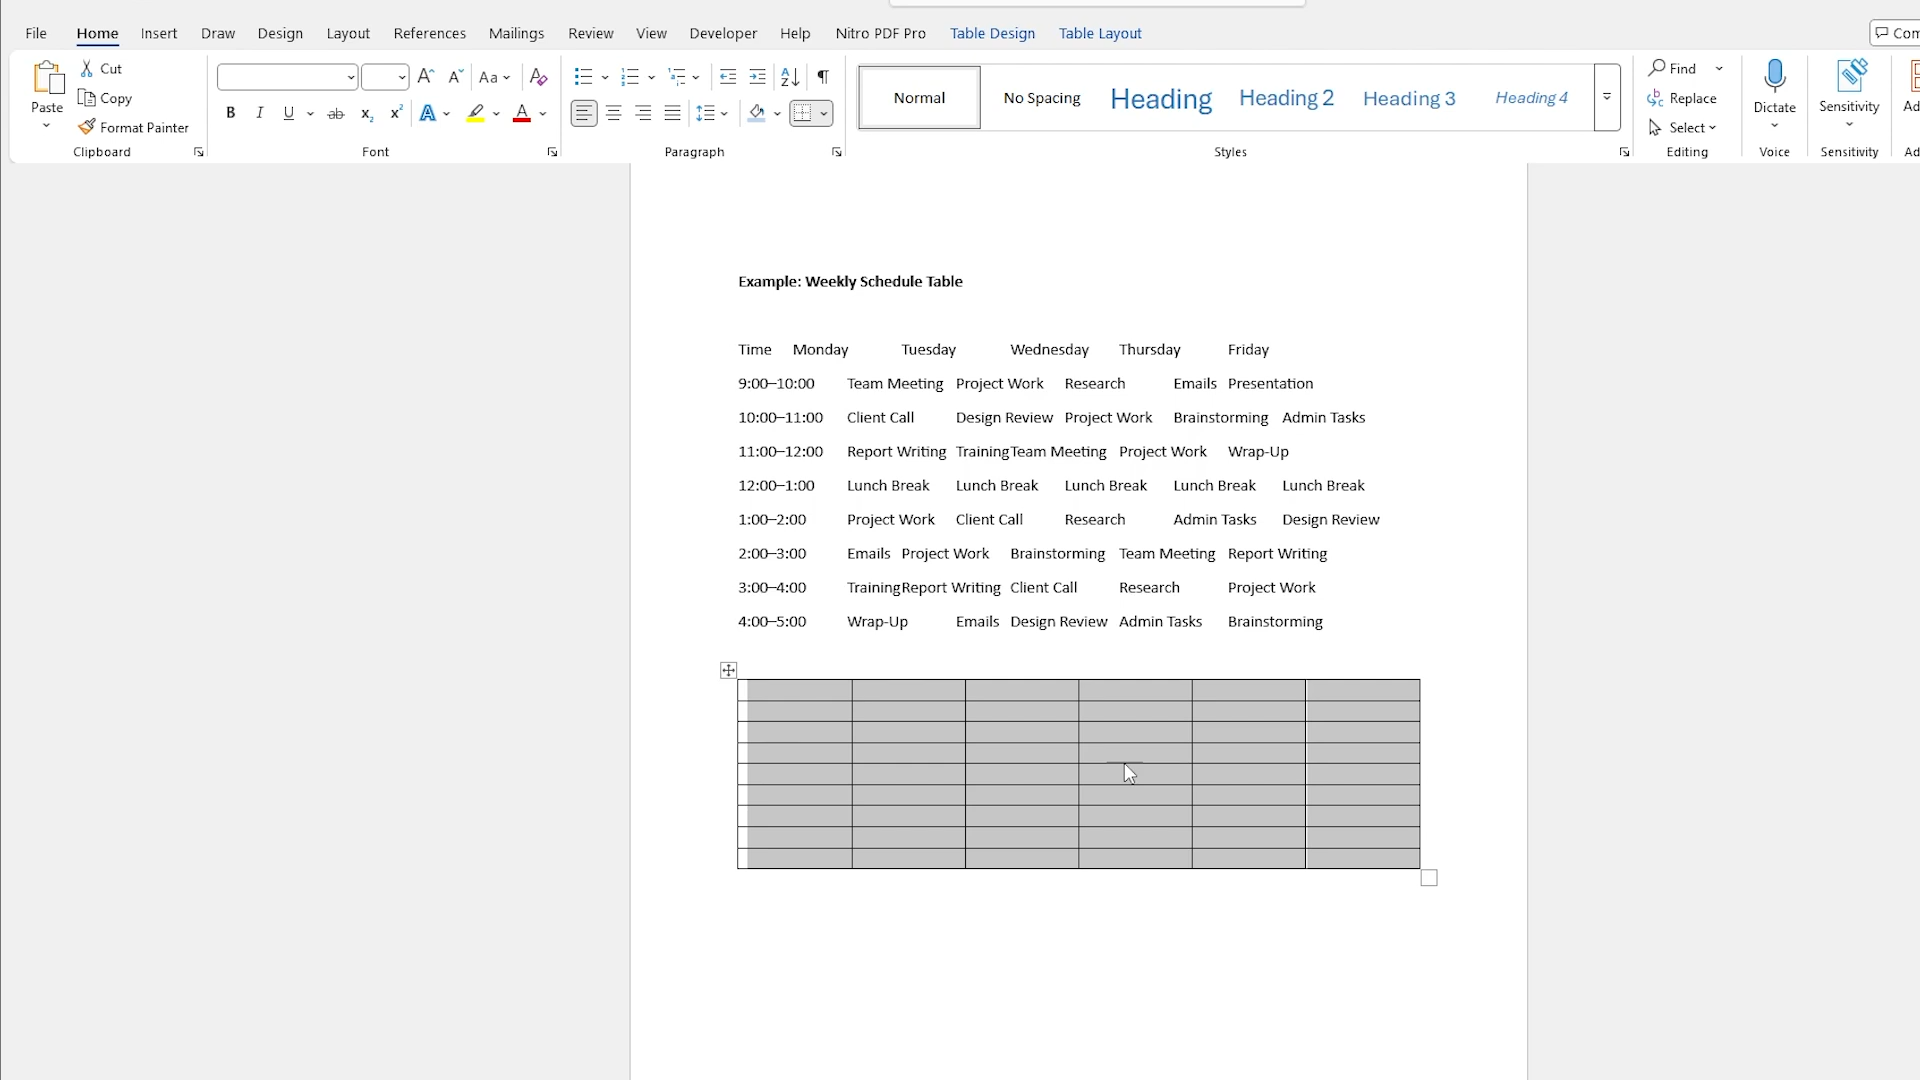 File Home Insert Draw Design Layout References Mailings Review View Developer Help Nitro PDF Pro Table Design Table Layout
Paste
Cut
Copy
Format Painter
Clipboard
Aa
B I U ab x₂ x² A A
Font
Paragraph
Normal No Spacing Heading Heading 2 Heading 3 Heading 4
Styles
Find
Replace
Select
Editing
Dictate
Voice
Sensitivity
Sensitivity
Example: Weekly Schedule Table
Time Monday Tuesday Wednesday Thursday Friday
9:00–10:00 Team Meeting Project Work Research Emails Presentation
10:00–11:00 Client Call Design Review Project Work Brainstorming Admin Tasks
11:00–12:00 Report Writing Training Team Meeting Project Work Wrap-Up
12:00–1:00 Lunch Break Lunch Break Lunch Break Lunch Break Lunch Break
1:00–2:00 Project Work Client Call Research Admin Tasks Design Review
2:00–3:00 Emails Project Work Brainstorming Team Meeting Report Writing
3:00–4:00 Training Report Writing Client Call Research Project Work
4:00–5:00 Wrap-Up Emails Design Review Admin Tasks Brainstorming